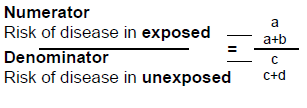 Numerator
Risk of disease in exposed
a
a+b
=
Denominator
Risk of disease in unexposed
c
c+d